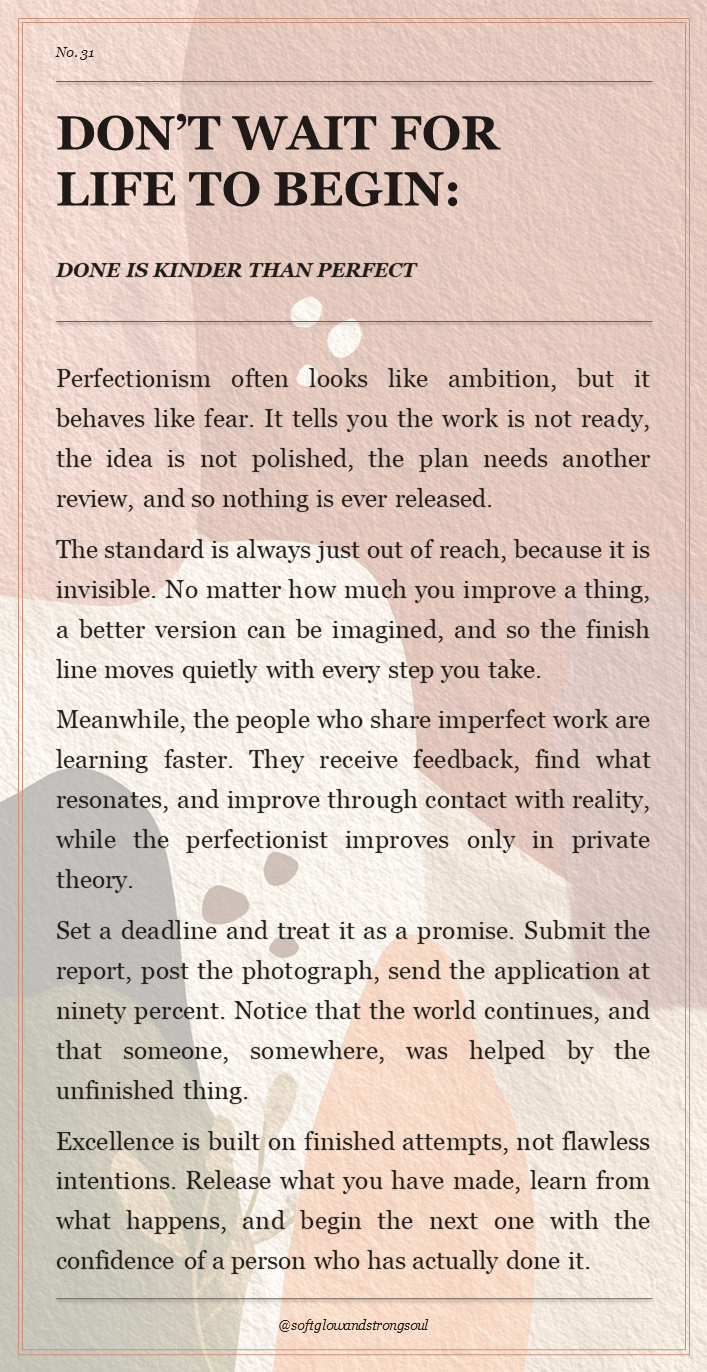 No. 31
DON’T WAIT FOR
LIFE TO BEGIN:
DONE IS KINDER THAN PERFECT
Perfectionism often looks like ambition, but it
behaves like fear. It tells you the work is not ready,
the idea is not polished, the plan needs another
review, and so nothing is ever released.
The standard is always just out of reach, because it is
invisible. No matter how much you improve a thing,
a better version can be imagined, and so the finish
line moves quietly with every step you take.
Meanwhile, the people who share imperfect work are
learning faster. They receive feedback, find what
resonates, and improve through contact with reality,
while the perfectionist improves only in private
theory.
Set a deadline and treat it as a promise. Submit the
report, post the photograph, send the application at
ninety percent. Notice that the world continues, and
that someone, somewhere, was helped by the
unfinished thing.
Excellence is built on finished attempts, not flawless
intentions. Release what you have made, learn from
what happens, and begin the next one with the
confidence of a person who has actually done it.
@softglowandstrongsoul